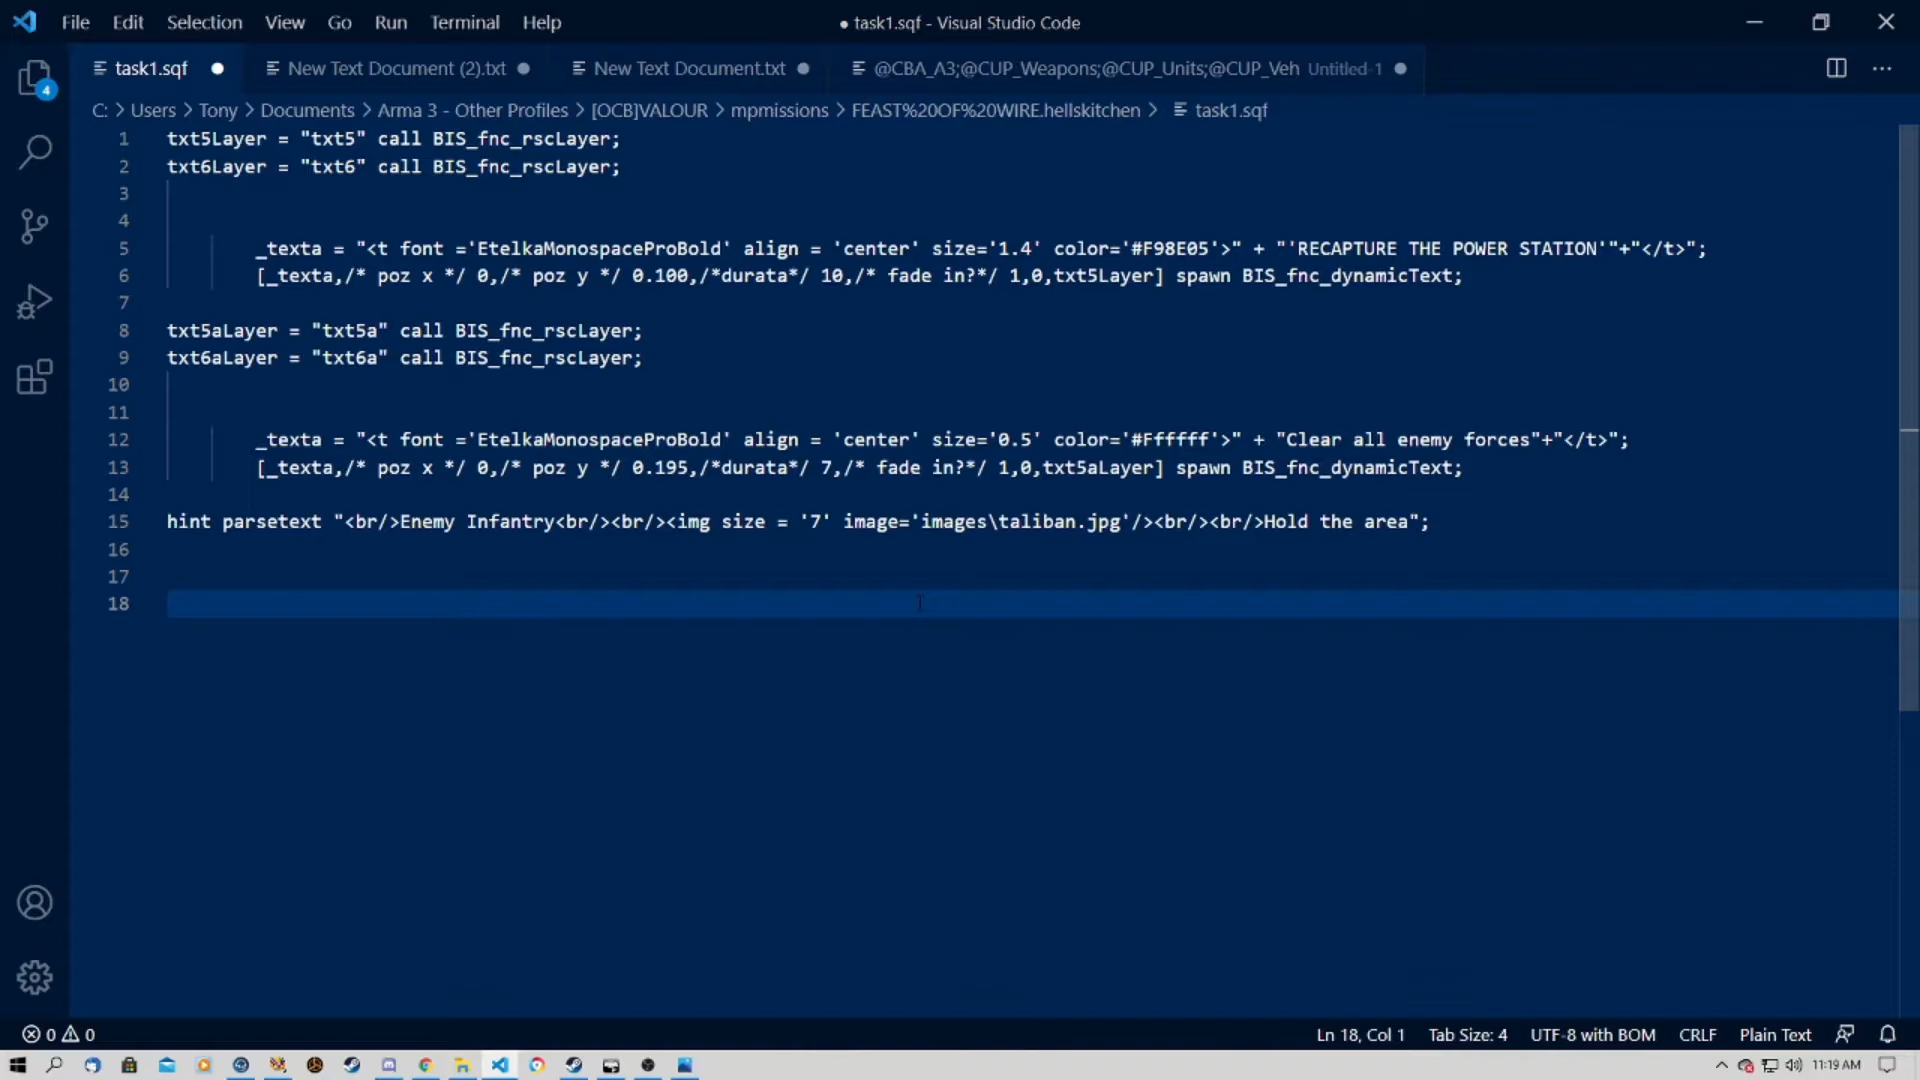 File Edit Selection View Go Run Terminal Help ● task1.sqf - Visual Studio Code
task1.sqf New Text Document (2).txt New Text Document.txt @CBA_A3;@CUP_Weapons;@CUP_Units;@CUP_Veh Untitled-1
4
C: > Users > Tony > Documents > Arma 3 - Other Profiles > [OCB]VALOUR > mpmissions > FEAST%20OF%20WIRE.hellskitchen > task1.sqf
1 txt5Layer = "txt5" call BIS_fnc_rscLayer;
2 txt6Layer = "txt6" call BIS_fnc_rscLayer;
3
4
5 _texta = "<t font ='EtelkaMonospaceProBold' align = 'center' size='1.4' color='#F98E05'>" + "'RECAPTURE THE POWER STATION'"+"</t>";
6 [_texta,/* poz x */ 0,/* poz y */ 0.100,/*durata*/ 10,/* fade in?*/ 1,0,txt5Layer] spawn BIS_fnc_dynamicText;
7
8 txt5aLayer = "txt5a" call BIS_fnc_rscLayer;
9 txt6aLayer = "txt6a" call BIS_fnc_rscLayer;
10
11
12 _texta = "<t font ='EtelkaMonospaceProBold' align = 'center' size='0.5' color='#Ffffff'>" + "Clear all enemy forces"+"</t>";
13 [_texta,/* poz x */ 0,/* poz y */ 0.195,/*durata*/ 7,/* fade in?*/ 1,0,txt5aLayer] spawn BIS_fnc_dynamicText;
14
15 hint parsetext "<br/>Enemy Infantry<br/><br/><img size = '7' image='images\taliban.jpg'/><br/><br/>Hold the area";
16
17
18
0 0 Ln 18, Col 1 Tab Size: 4 UTF-8 with BOM CRLF Plain Text
11:19 AM